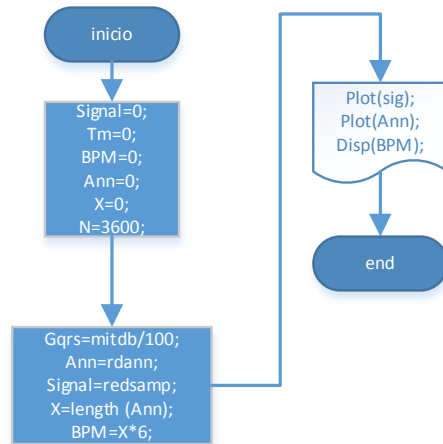 inicio
Signal=0;
Tm=0;
BPM=0;
Ann=0;
X=0;
N=3600;
Gqrs=mitdb/100;
Ann=rdann;
Signal=redsamp;
X=length (Ann);
BPM=X*6;
Plot(sig);
Plot(Ann);
Disp(BPM);
end